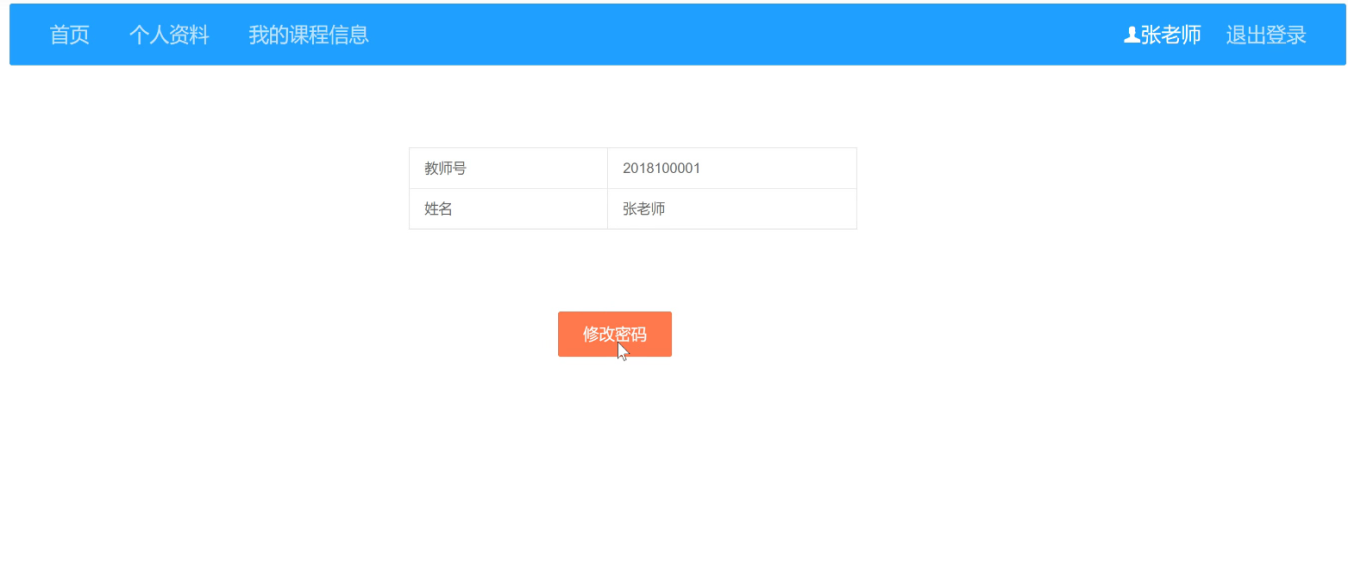 首页 个人资料 我的课程信息 张老师 退出登录
教师号 2018100001
姓名 张老师
修改密码